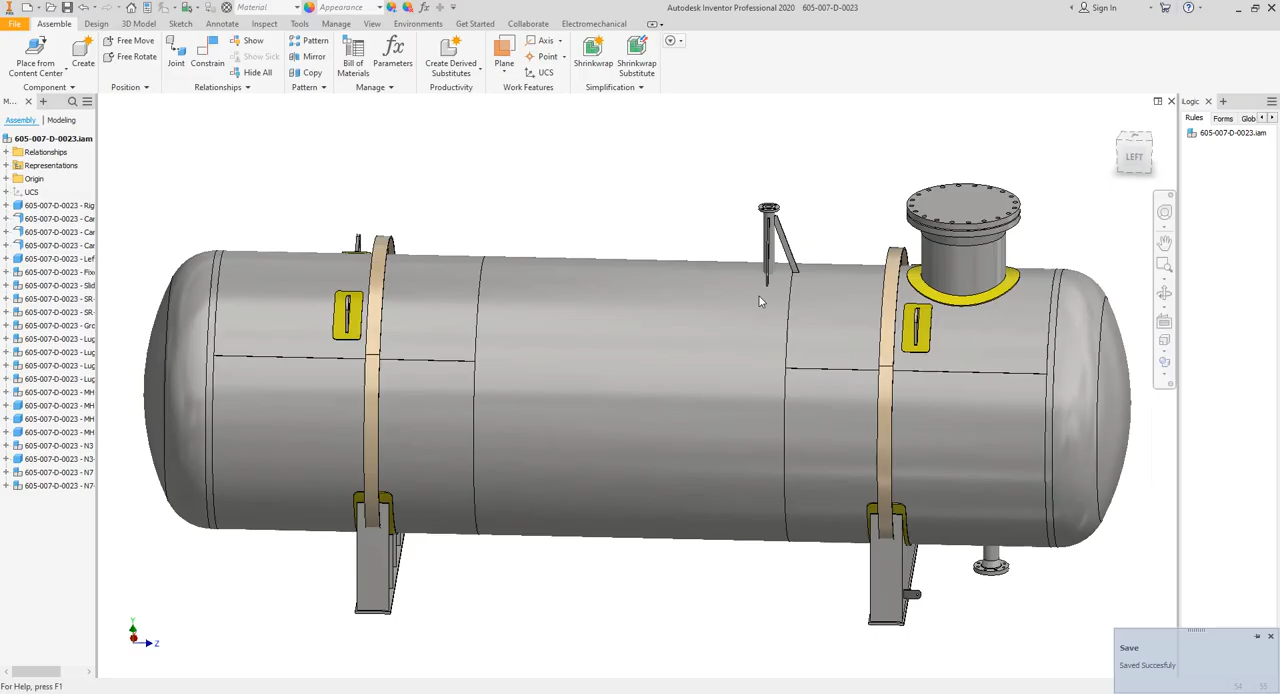 Material
Appearance
Autodesk Inventor Professional 2020 605-007-D-0023
Sign In
File Assemble Design 3D Model Sketch Annotate Inspect Tools Manage View Environments Get Started Collaborate Electromechanical
Place from
Content Center
Create
Component
Free Move
Free Rotate
Position
Joint
Constrain
Show
Show Sick
Hide All
Relationships
Pattern
Mirror
Copy
Pattern
Bill of
Materials
fx
Parameters
Manage
Create Derived
Substitutes
Productivity
Plane
Axis
Point
UCS
Work Features
Shrinkwrap
Shrinkwrap
Substitute
Simplification
M...
Assembly Modeling
605-007-D-0023.iam
Relationships
Representations
Origin
UCS
605-007-D-0023 - Rig
605-007-D-0023 - Car
605-007-D-0023 - Car
605-007-D-0023 - Car
605-007-D-0023 - Lef
605-007-D-0023 - Fixe
605-007-D-0023 - Slid
605-007-D-0023 - SR-
605-007-D-0023 - SR-
605-007-D-0023 - Grc
605-007-D-0023 - Lug
605-007-D-0023 - Lug
605-007-D-0023 - Lug
605-007-D-0023 - Lug
605-007-D-0023 - MH
605-007-D-0023 - MH
605-007-D-0023 - MH
605-007-D-0023 - MH
605-007-D-0023 - N3
605-007-D-0023 - N3-
605-007-D-0023 - N7
605-007-D-0023 - N7-
LEFT
Logic
Rules Forms Glob
605-007-D-0023.iam
Y
Z
Save
Saved Succesfuly
For Help, press F1
54 55